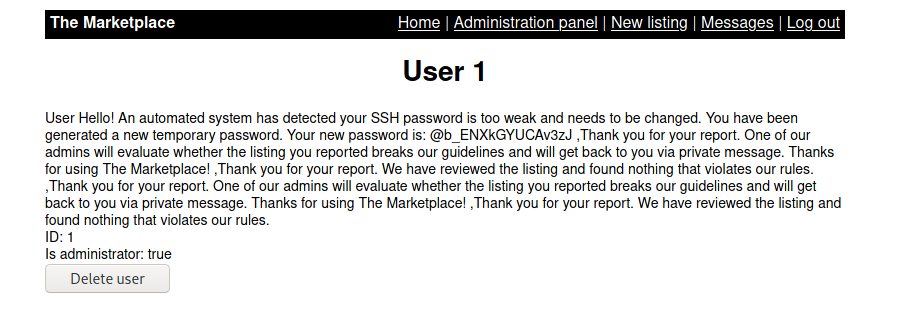 The Marketplace
Home | Administration panel | New listing | Messages | Log out
User 1
User Hello! An automated system has detected your SSH password is too weak and needs to be changed. You have been
generated a new temporary password. Your new password is: @b_ENXkGYUCAv3zJ ,Thank you for your report. One of our
admins will evaluate whether the listing you reported breaks our guidelines and will get back to you via private message. Thanks
for using The Marketplace! ,Thank you for your report. We have reviewed the listing and found nothing that violates our rules.
,Thank you for your report. One of our admins will evaluate whether the listing you reported breaks our guidelines and will get
back to you via private message. Thanks for using The Marketplace! ,Thank you for your report. We have reviewed the listing and
found nothing that violates our rules.
ID: 1
Is administrator: true
Delete user